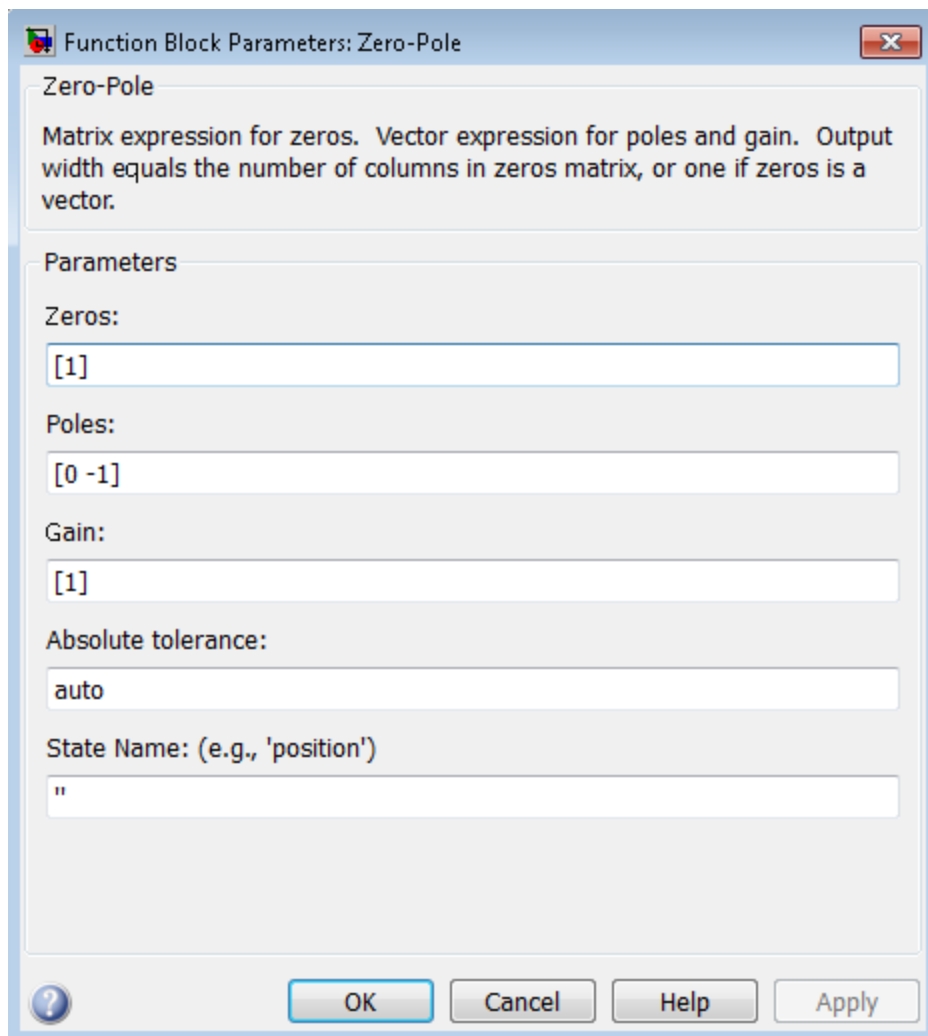 Function Block Parameters: Zero-Pole
Zero-Pole
Matrix expression for zeros.  Vector expression for poles and gain.  Output
width equals the number of columns in zeros matrix, or one if zeros is a
vector.
Parameters
Zeros:
[1]
Poles:
[0 -1]
Gain:
[1]
Absolute tolerance:
auto
State Name: (e.g., 'position')
''
OK Cancel Help Apply